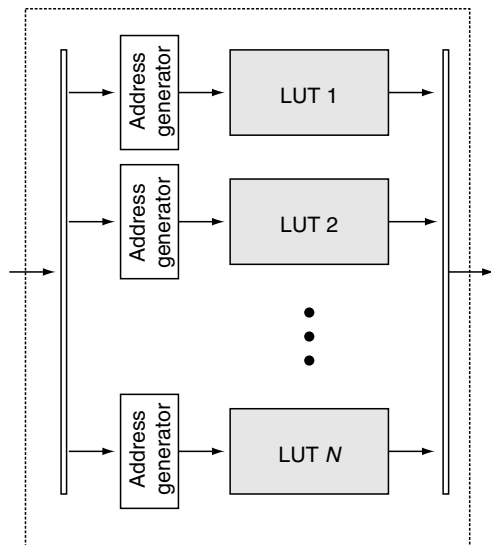 Address
generator
LUT 1
Address
generator
LUT 2
Address
generator
LUT N